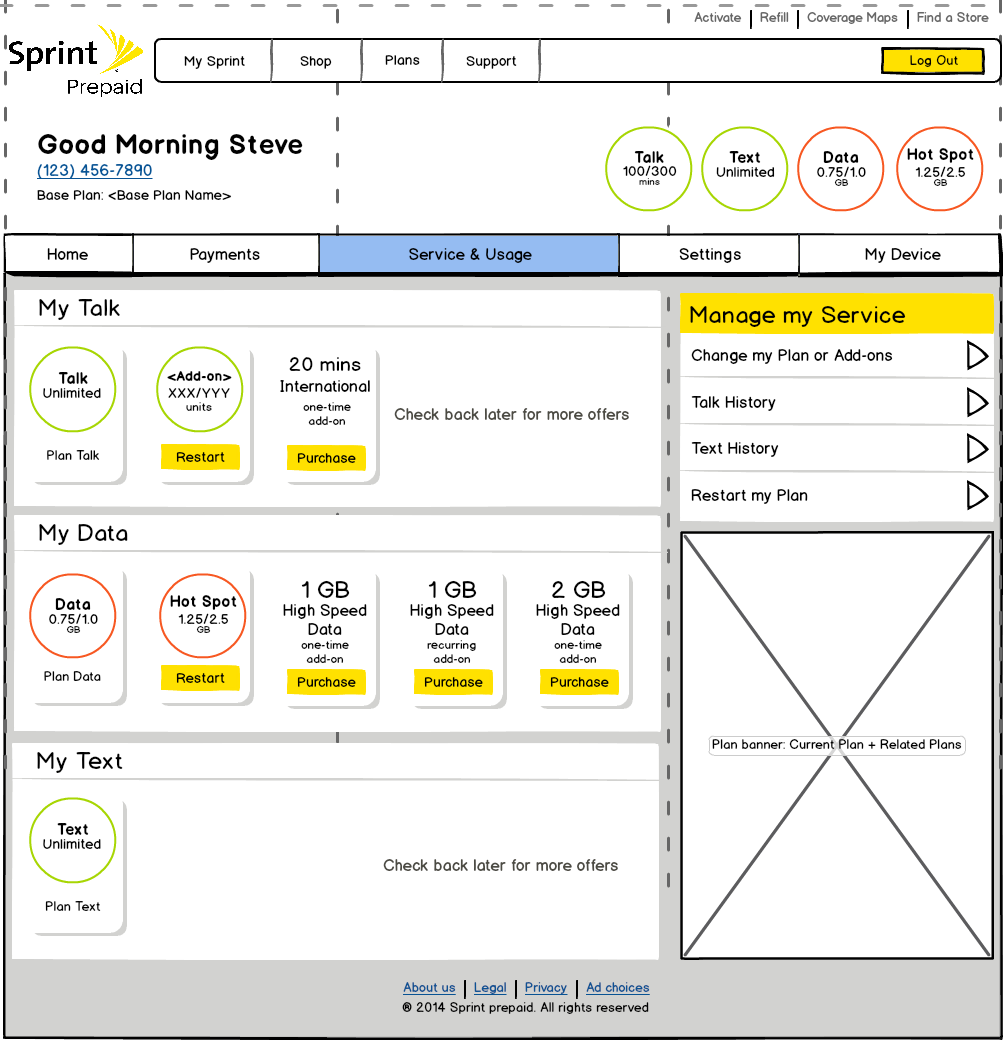 Activate | Refill | Coverage Maps | Find a Store
Sprint
Prepaid
My Sprint
Shop
Plans
Support
Log Out
Good Morning Steve
(123) 456-7890
Base Plan: <Base Plan Name>
Talk
100/300
mins
Text
Unlimited
Data
0.75/1.0
GB
Hot Spot
1.25/2.5
GB
Home
Payments
Service & Usage
Settings
My Device
My Talk
Talk
Unlimited
Plan Talk
<Add-on>
XXX/YYY
units
Restart
20 mins
International
one-time
add-on
Purchase
Check back later for more offers
My Data
Data
0.75/1.0
GB
Plan Data
Hot Spot
1.25/2.5
GB
Restart
1 GB
High Speed
Data
one-time
add-on
Purchase
1 GB
High Speed
Data
recurring
add-on
Purchase
2 GB
High Speed
Data
one-time
add-on
Purchase
My Text
Text
Unlimited
Plan Text
Check back later for more offers
Manage my Service
Change my Plan or Add-ons
Talk History
Text History
Restart my Plan
Plan banner: Current Plan + Related Plans
About us | Legal | Privacy | Ad choices
® 2014 Sprint prepaid. All rights reserved